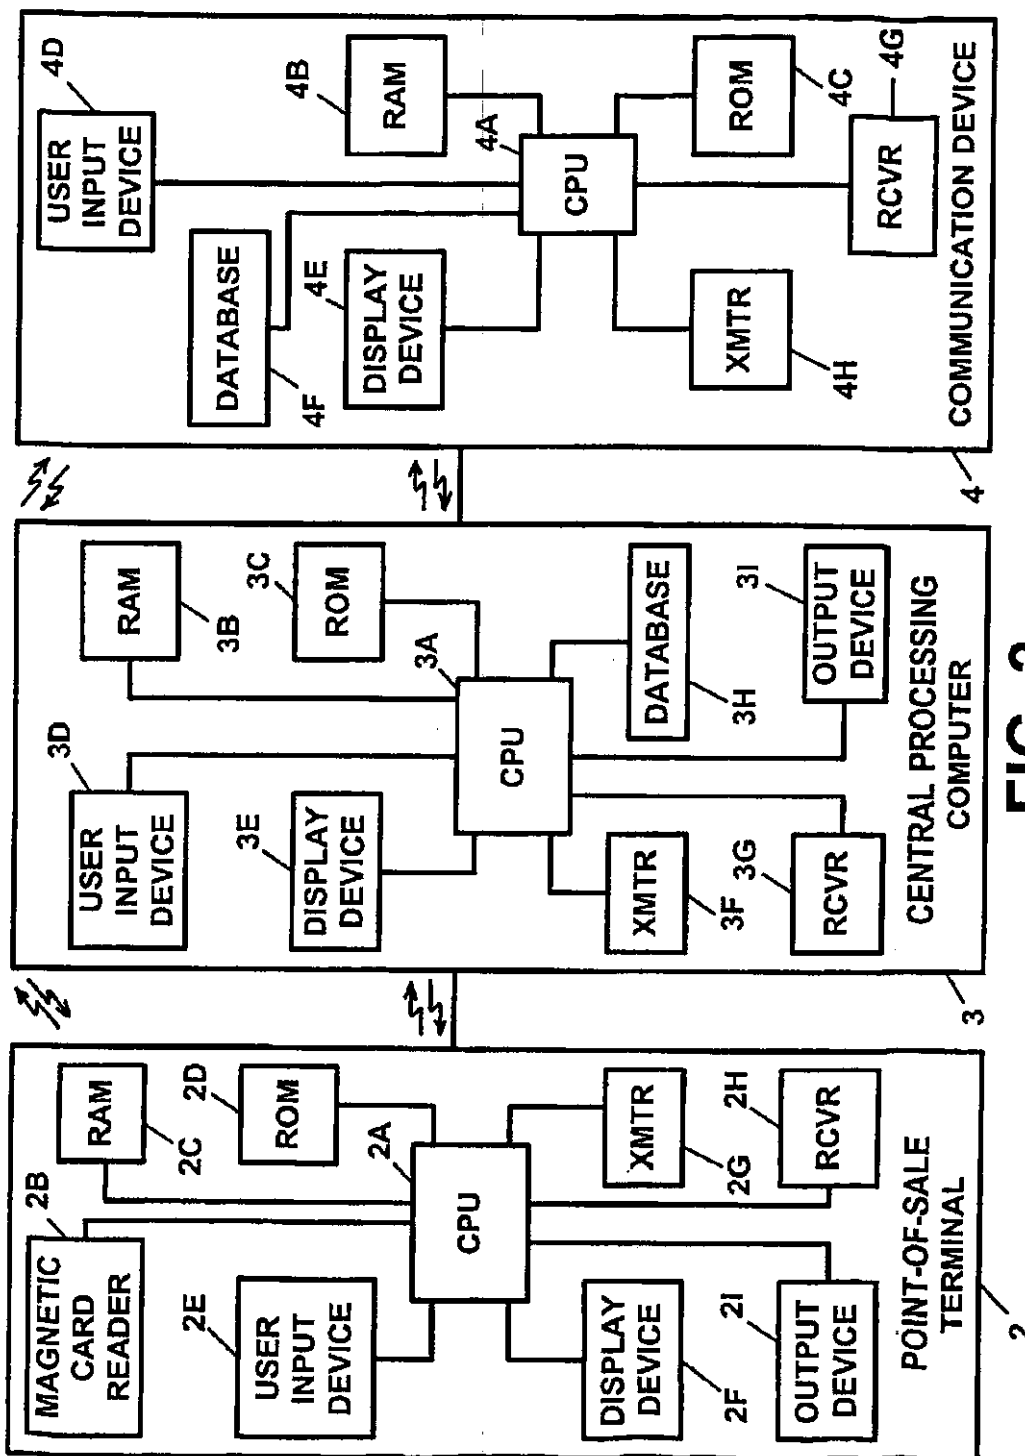 MAGNETIC
CARD
READER
2B
RAM
2C
2E
USER
INPUT
DEVICE
2D
ROM
2A
CPU
DISPLAY
DEVICE
2F
XMTR
2G
2I
OUTPUT
DEVICE
2H
RCVR
POINT-OF-SALE
TERMINAL
2
3D
USER
INPUT
DEVICE
RAM
3B
3E
DISPLAY
DEVICE
3C
ROM
3A
CPU
XMTR
3F
DATABASE
3H
3G
RCVR
3I
OUTPUT
DEVICE
CENTRAL PROCESSING
COMPUTER
3
4D
USER
INPUT
DEVICE
DATABASE
4F
4B
RAM
4E
DISPLAY
DEVICE
4A
CPU
XMTR
4H
ROM
4C
RCVR
4G
COMMUNICATION DEVICE
4